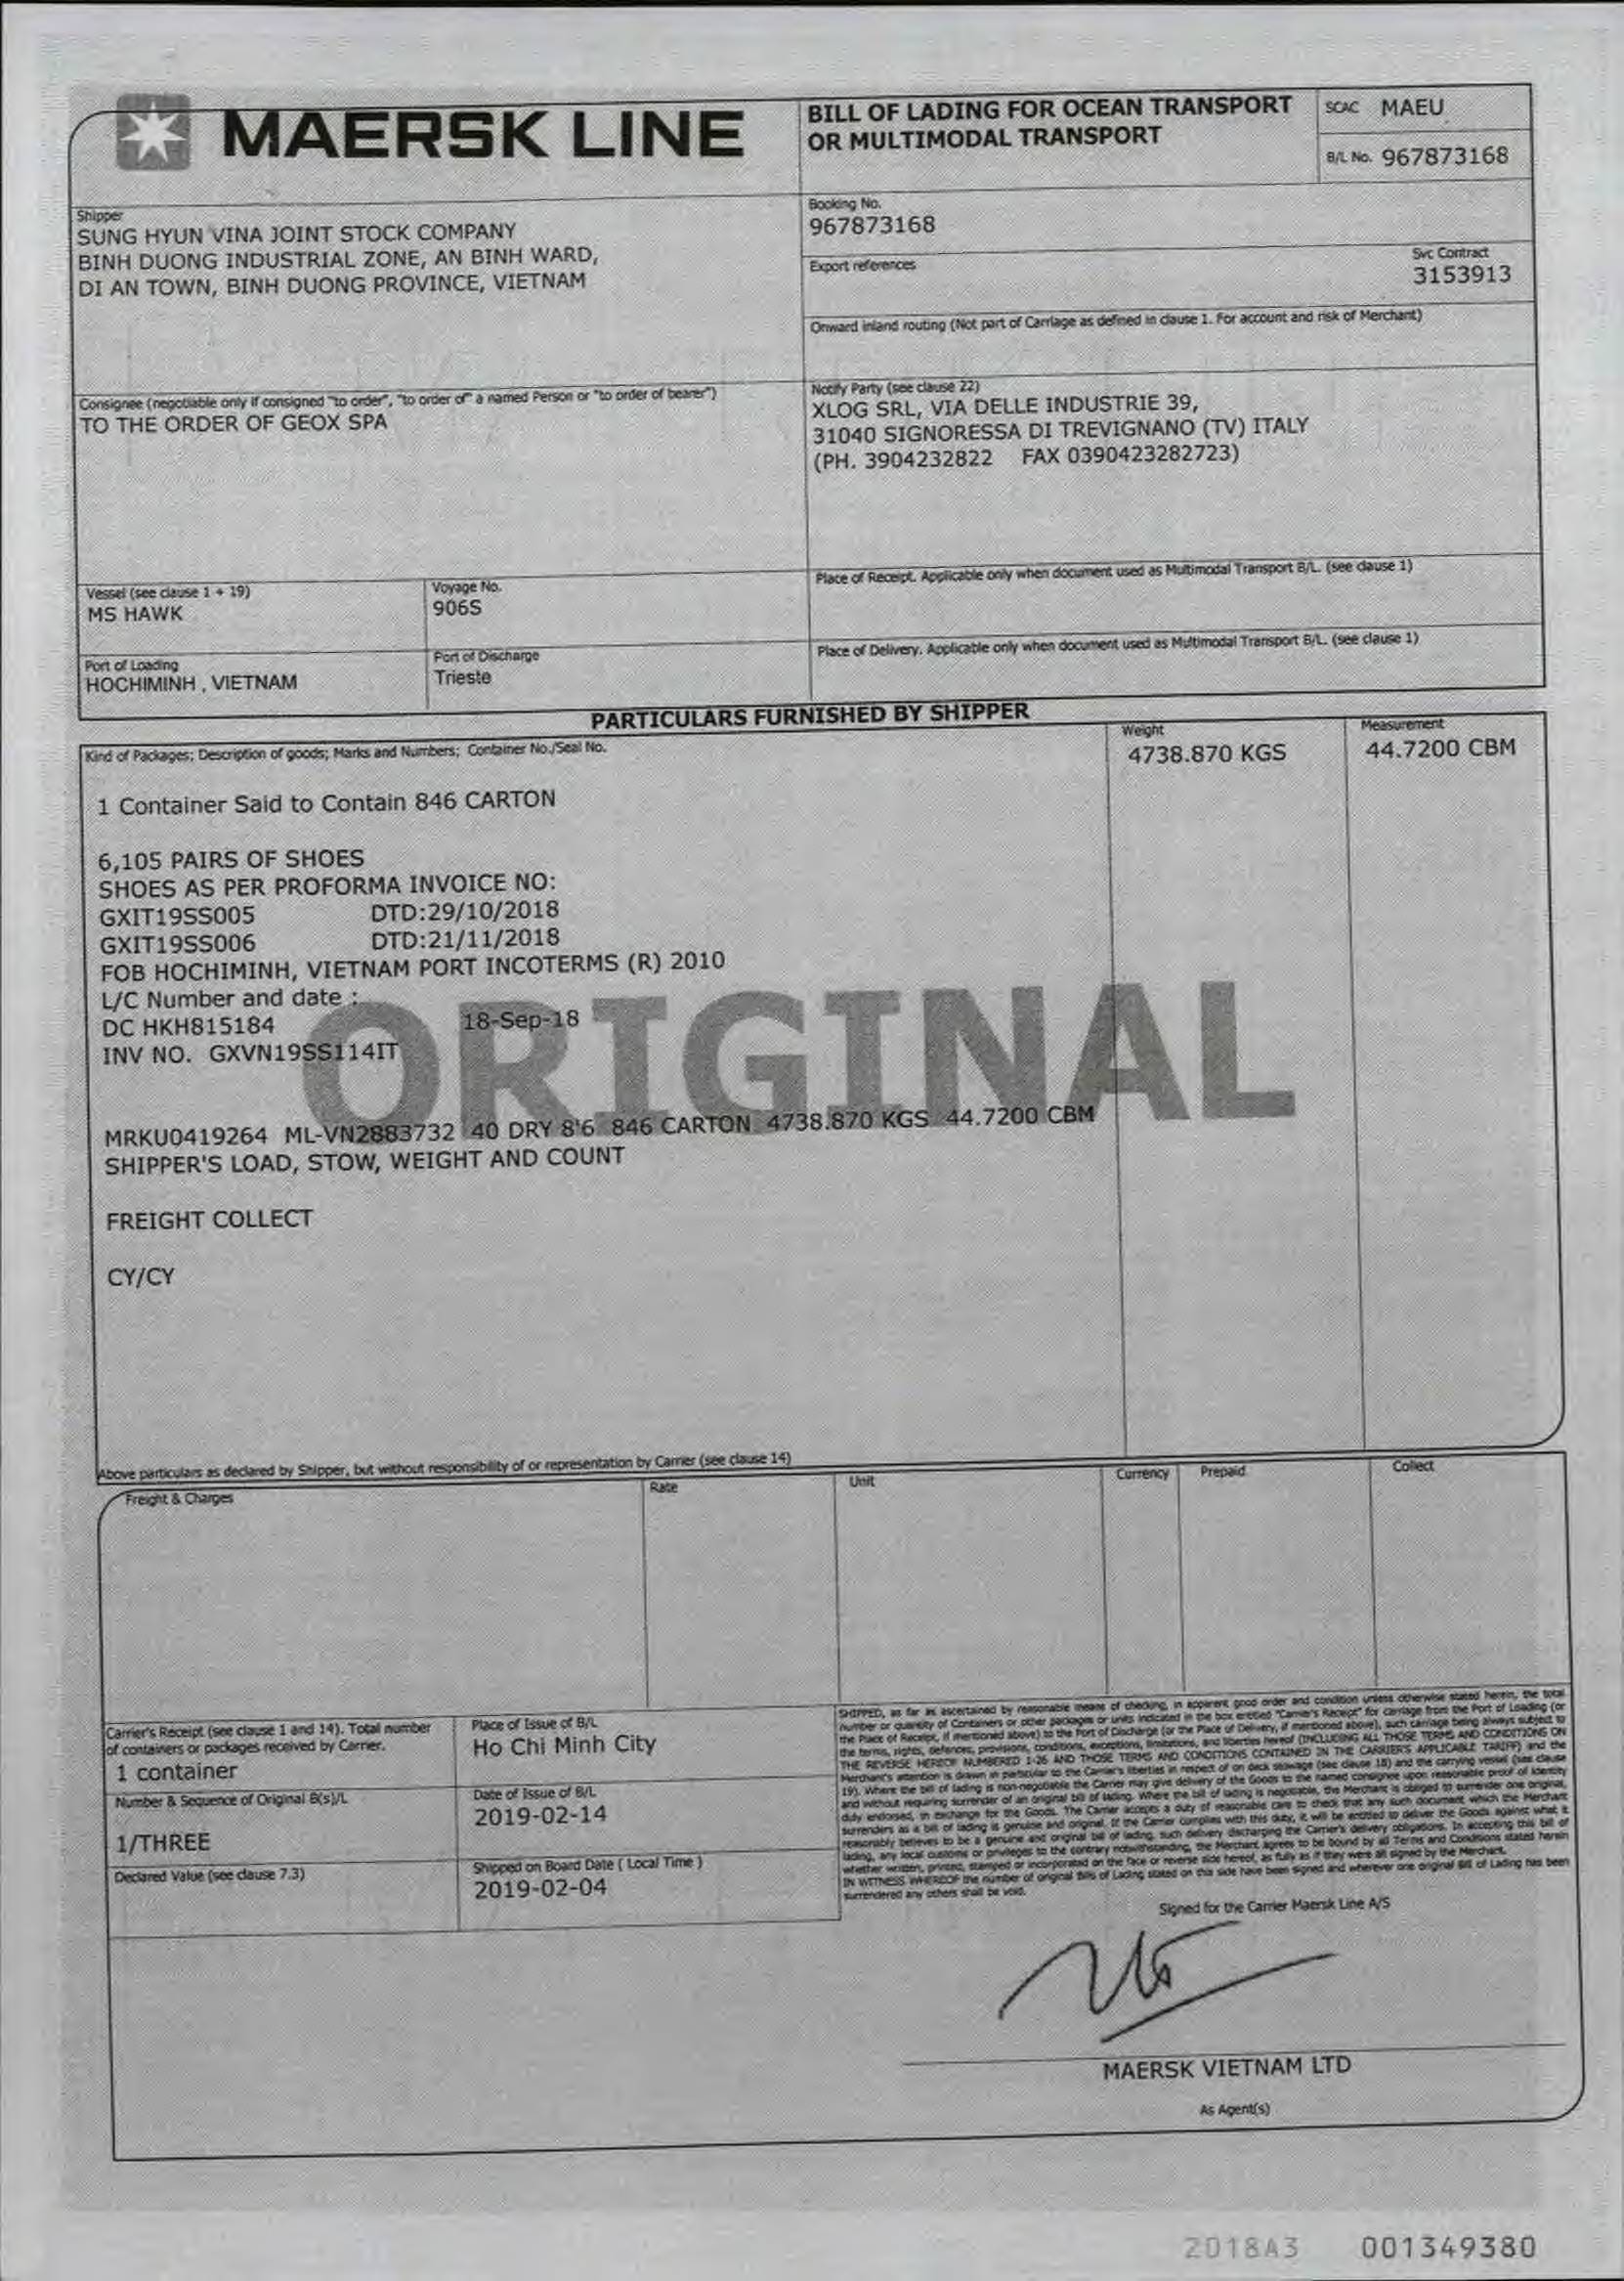 MAERSK LINE
BILL OF LADING FOR OCEAN TRANSPORT
OR MULTIMODAL TRANSPORT
SCAC MAEU
B/L No. 967873168
Shipper
SUNG HYUN VINA JOINT STOCK COMPANY
BINH DUONG INDUSTRIAL ZONE, AN BINH WARD,
DI AN TOWN, BINH DUONG PROVINCE, VIETNAM
Booking No.
967873168
Export references
Svc Contract
3153913
Onward inland routing (Not part of Carriage as defined in clause 1. For account and risk of Merchant)
Consignee (negotiable only if consigned "to order", "to order of" a named Person or "to order of bearer")
TO THE ORDER OF GEOX SPA
Notify Party (see clause 22)
XLOG SRL, VIA DELLE INDUSTRIE 39,
31040 SIGNORESSA DI TREVIGNANO (TV) ITALY
(PH. 3904232822 FAX 0390423282723)
Vessel (see clause 1 + 19)
MS HAWK
Voyage No.
906S
Place of Receipt. Applicable only when document used as Multimodal Transport B/L. (see clause 1)
Port of Loading
HOCHIMINH , VIETNAM
Port of Discharge
Trieste
Place of Delivery. Applicable only when document used as Multimodal Transport B/L. (see clause 1)
PARTICULARS FURNISHED BY SHIPPER
Kind of Packages; Description of goods; Marks and Numbers; Container No./Seal No.
Weight
4738.870 KGS
Measurement
44.7200 CBM
1 Container Said to Contain 846 CARTON
6,105 PAIRS OF SHOES
SHOES AS PER PROFORMA INVOICE NO:
GXIT19SS005 DTD:29/10/2018
GXIT19SS006 DTD:21/11/2018
FOB HOCHIMINH, VIETNAM PORT INCOTERMS (R) 2010
L/C Number and date :
DC HKH815184 18-Sep-18
INV NO. GXVN19SS114IT
ORIGINAL
MRKU0419264 ML-VN2883732 40 DRY 8'6 846 CARTON 4738.870 KGS 44.7200 CBM
SHIPPER'S LOAD, STOW, WEIGHT AND COUNT
FREIGHT COLLECT
CY/CY
Above particulars as declared by Shipper, but without responsibility of or representation by Carrier (see clause 14)
Freight & Charges
Rate
Unit
Currency
Prepaid
Collect
Carrier's Receipt (see clause 1 and 14). Total number
of containers or packages received by Carrier.
1 container
Place of Issue of B/L
Ho Chi Minh City
Number & Sequence of Original B(s)/L
1/THREE
Date of Issue of B/L
2019-02-14
Declared Value (see clause 7.3)
Shipped on Board Date ( Local Time )
2019-02-04
SHIPPED, as far as ascertained by reasonable means of checking, in apparent good order and condition unless otherwise stated herein, the total
number or quantity of Containers or other packages or units indicated in the box entitled "Carrier's Receipt" for carriage from the Port of Loading (or
the Place of Receipt, if mentioned above) to the Port of Discharge (or the Place of Delivery, if mentioned above), such carriage being always subject to
the terms, rights, defences, provisions, conditions, exceptions, limitations, and liberties hereof (INCLUDING ALL THOSE TERMS AND CONDITIONS ON
THE REVERSE HEREOF NUMBERED 1-26 AND THOSE TERMS AND CONDITIONS CONTAINED IN THE CARRIER'S APPLICABLE TARIFF) and the
Merchant's attention is drawn in particular to the Carrier's liberties in respect of on deck stowage (see clause 18) and the carrying vessel (see clause
19). Where the bill of lading is non-negotiable the Carrier may give delivery of the Goods to the named consignee upon reasonable proof of identity
and without requiring surrender of an original bill of lading. Where the bill of lading is negotiable, the Merchant is obliged to surrender one original,
duly endorsed, in exchange for the Goods. The Carrier accepts a duty of reasonable care to check that any such document which the Merchant
surrenders as a bill of lading is genuine and original. If the Carrier complies with this duty, it will be entitled to deliver the Goods against what it
reasonably believes to be a genuine and original bill of lading, such delivery discharging the Carrier's delivery obligations. In accepting this bill of
lading, any local customs or privileges to the contrary notwithstanding, the Merchant agrees to be bound by all Terms and Conditions stated herein
whether written, printed, stamped or incorporated on the face or reverse side hereof, as fully as if they were all signed by the Merchant.
IN WITNESS WHEREOF the number of original Bills of Lading stated on this side have been signed and wherever one original Bill of Lading has been
surrendered any others shall be void.
Signed for the Carrier Maersk Line A/S
MAERSK VIETNAM LTD
As Agent(s)
2018A3 001349380